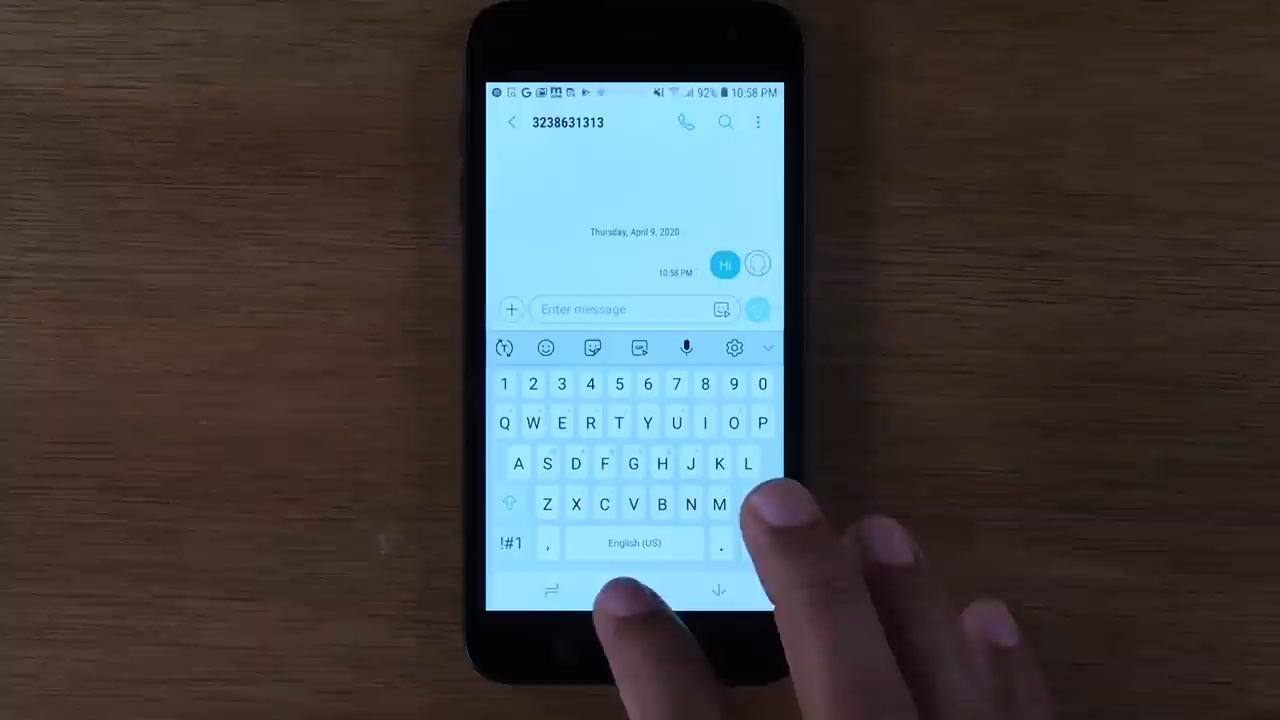 92% 10:58 PM
3238631313
Thursday, April 9, 2020
10:58 PM Hi
Enter message
GIF
1 2 3 4 5 6 7 8 9 0
Q W E R T Y U I O P
A S D F G H J K L
Z X C V B N M
!#1 , English (US) .